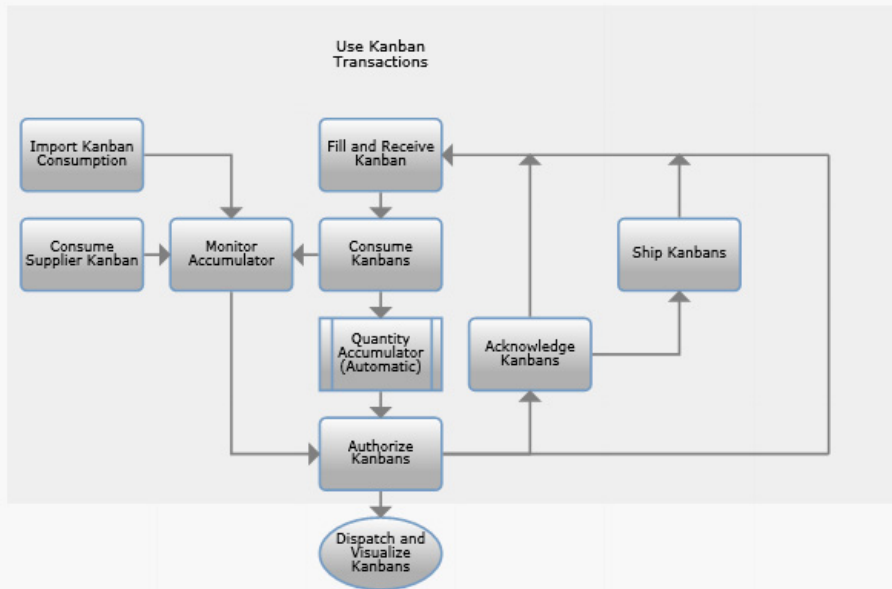 Use Kanban
Transactions
Import Kanban
Consumption
Fill and Receive
Kanban
Consume
Supplier Kanban
Monitor
Accumulator
Consume
Kanbans
Ship Kanbans
Quantity
Accumulator
(Automatic)
Acknowledge
Kanbans
Authorize
Kanbans
Dispatch and
Visualize
Kanbans